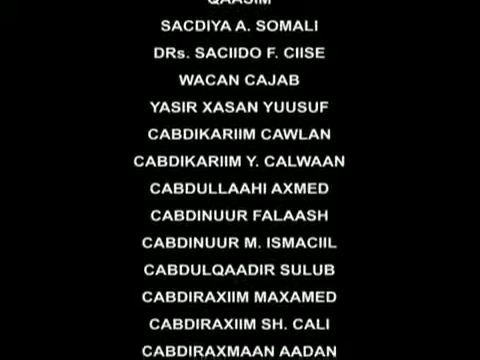 QAASIM
SACDIYA A. SOMALI
DRs. SACIIDO F. CIISE
WACAN CAJAB
YASIR XASAN YUUSUF
CABDIKARIIM CAWLAN
CABDIKARIIM Y. CALWAAN
CABDULLAAHI AXMED
CABDINUUR FALAASH
CABDINUUR M. ISMACIIL
CABDULQAADIR SULUB
CABDIRAXIIM MAXAMED
CABDIRAXIIM SH. CALI
CABDIRAXMAAN AADAN